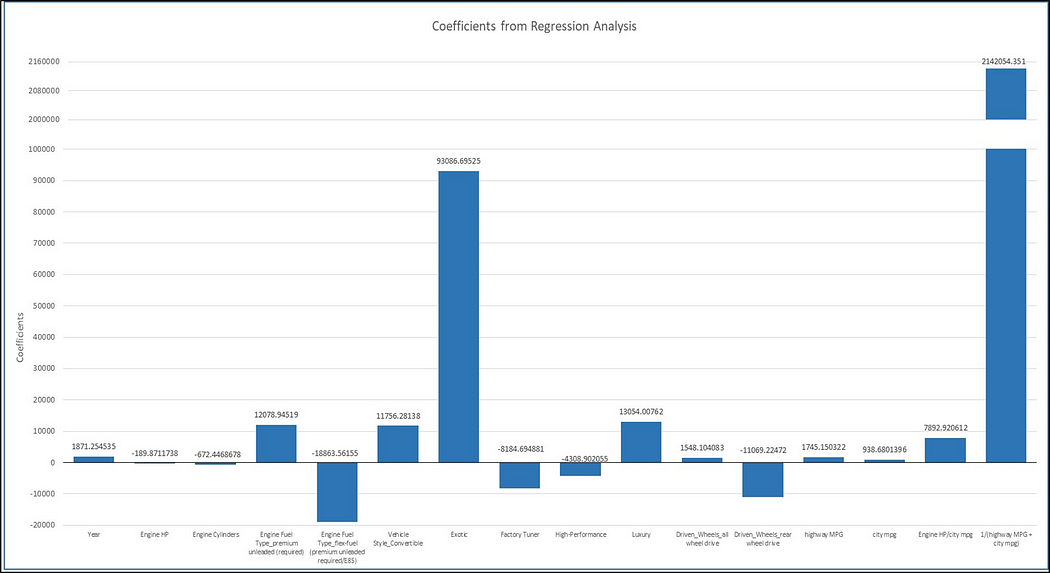 Coefficients from Regression Analysis
2160000
2080000
2000000
100000
90000
80000
70000
60000
50000
40000
30000
20000
10000
0
-10000
-20000
Coefficients
1871.254535
-189.8711738
-672.4468678
12078.94519
-18863.56155
11756.28138
93086.69525
-8184.694881
-4308.902055
13054.00762
1548.104083
-11069.22472
1745.150322
938.6801396
7892.920612
2142054.351
Year
Engine HP
Engine Cylinders
Engine Fuel
Type_premium
unleaded (required)
Engine Fuel
Type_flex-fuel
(premium unleaded
required/E85)
Vehicle
Style_Convertible
Exotic
Factory Tuner
High-Performance
Luxury
Driven_Wheels_all
wheel drive
Driven_Wheels_rear
wheel drive
highway MPG
city mpg
Engine HP/city mpg
1/(highway MPG +
city mpg)